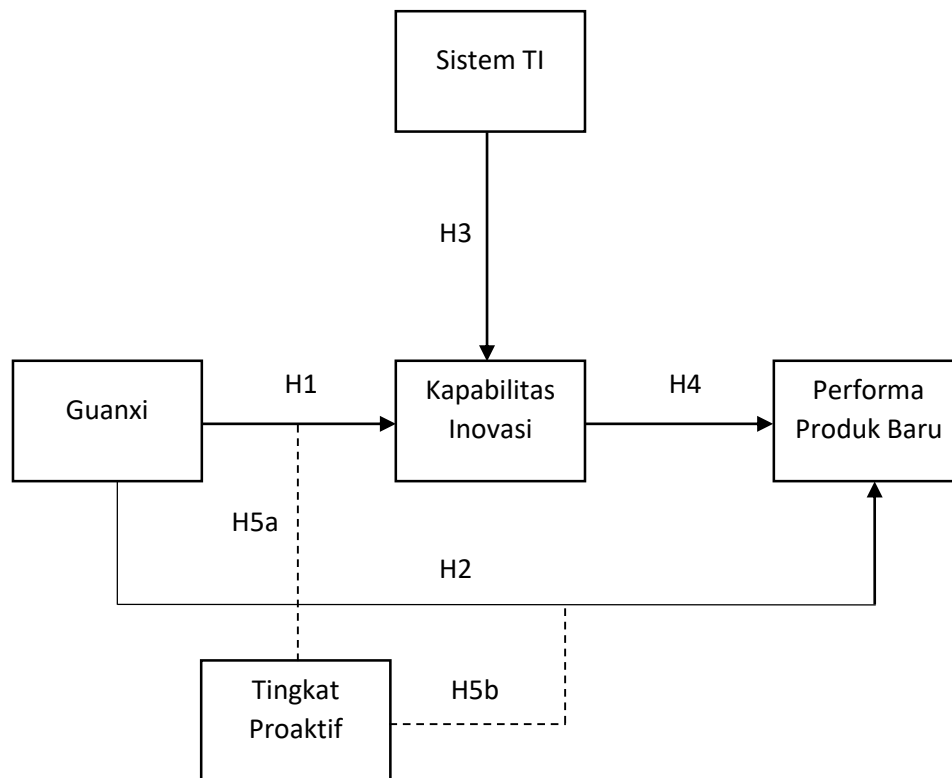 Sistem TI
H3
H1
Kapabilitas
Inovasi
H4
Performa
Produk Baru
Guanxi
H5a
H2
Tingkat
Proaktif
H5b